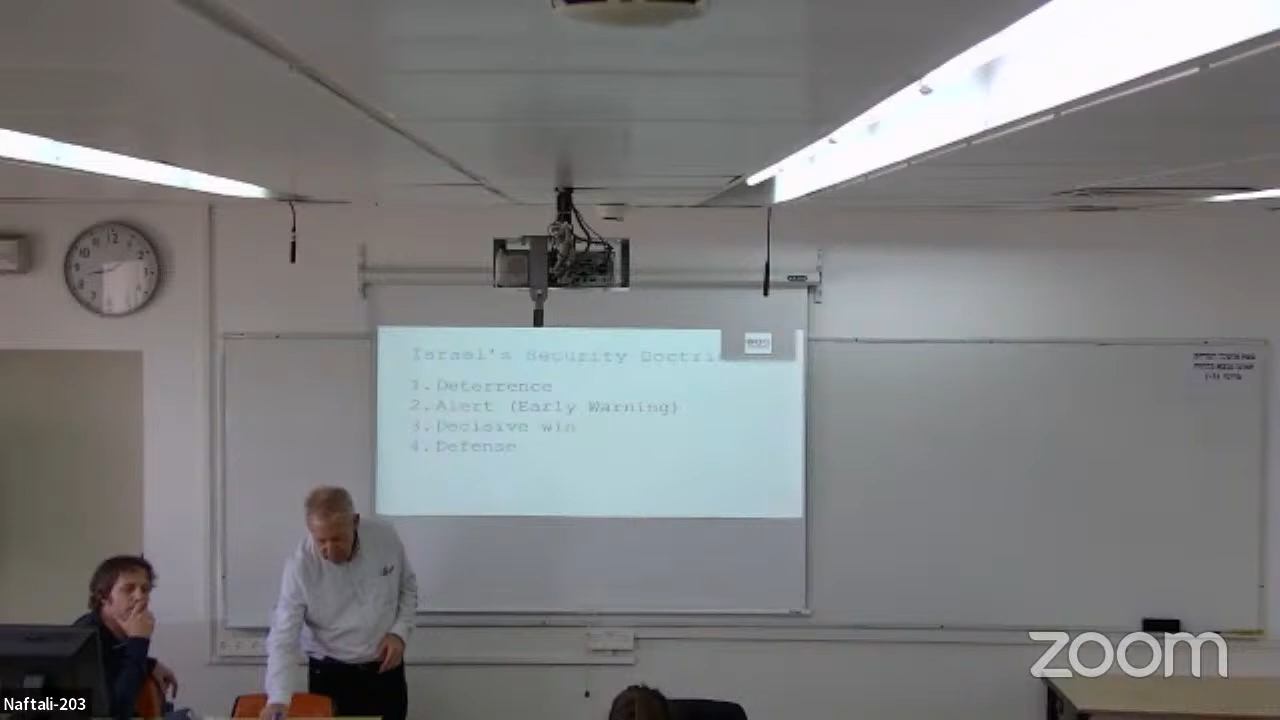 Israel's Security Doctri
1. Deterrence
2. Alert (Early Warning)
3. Decisive win
4. Defense
zoom
Naftali-203